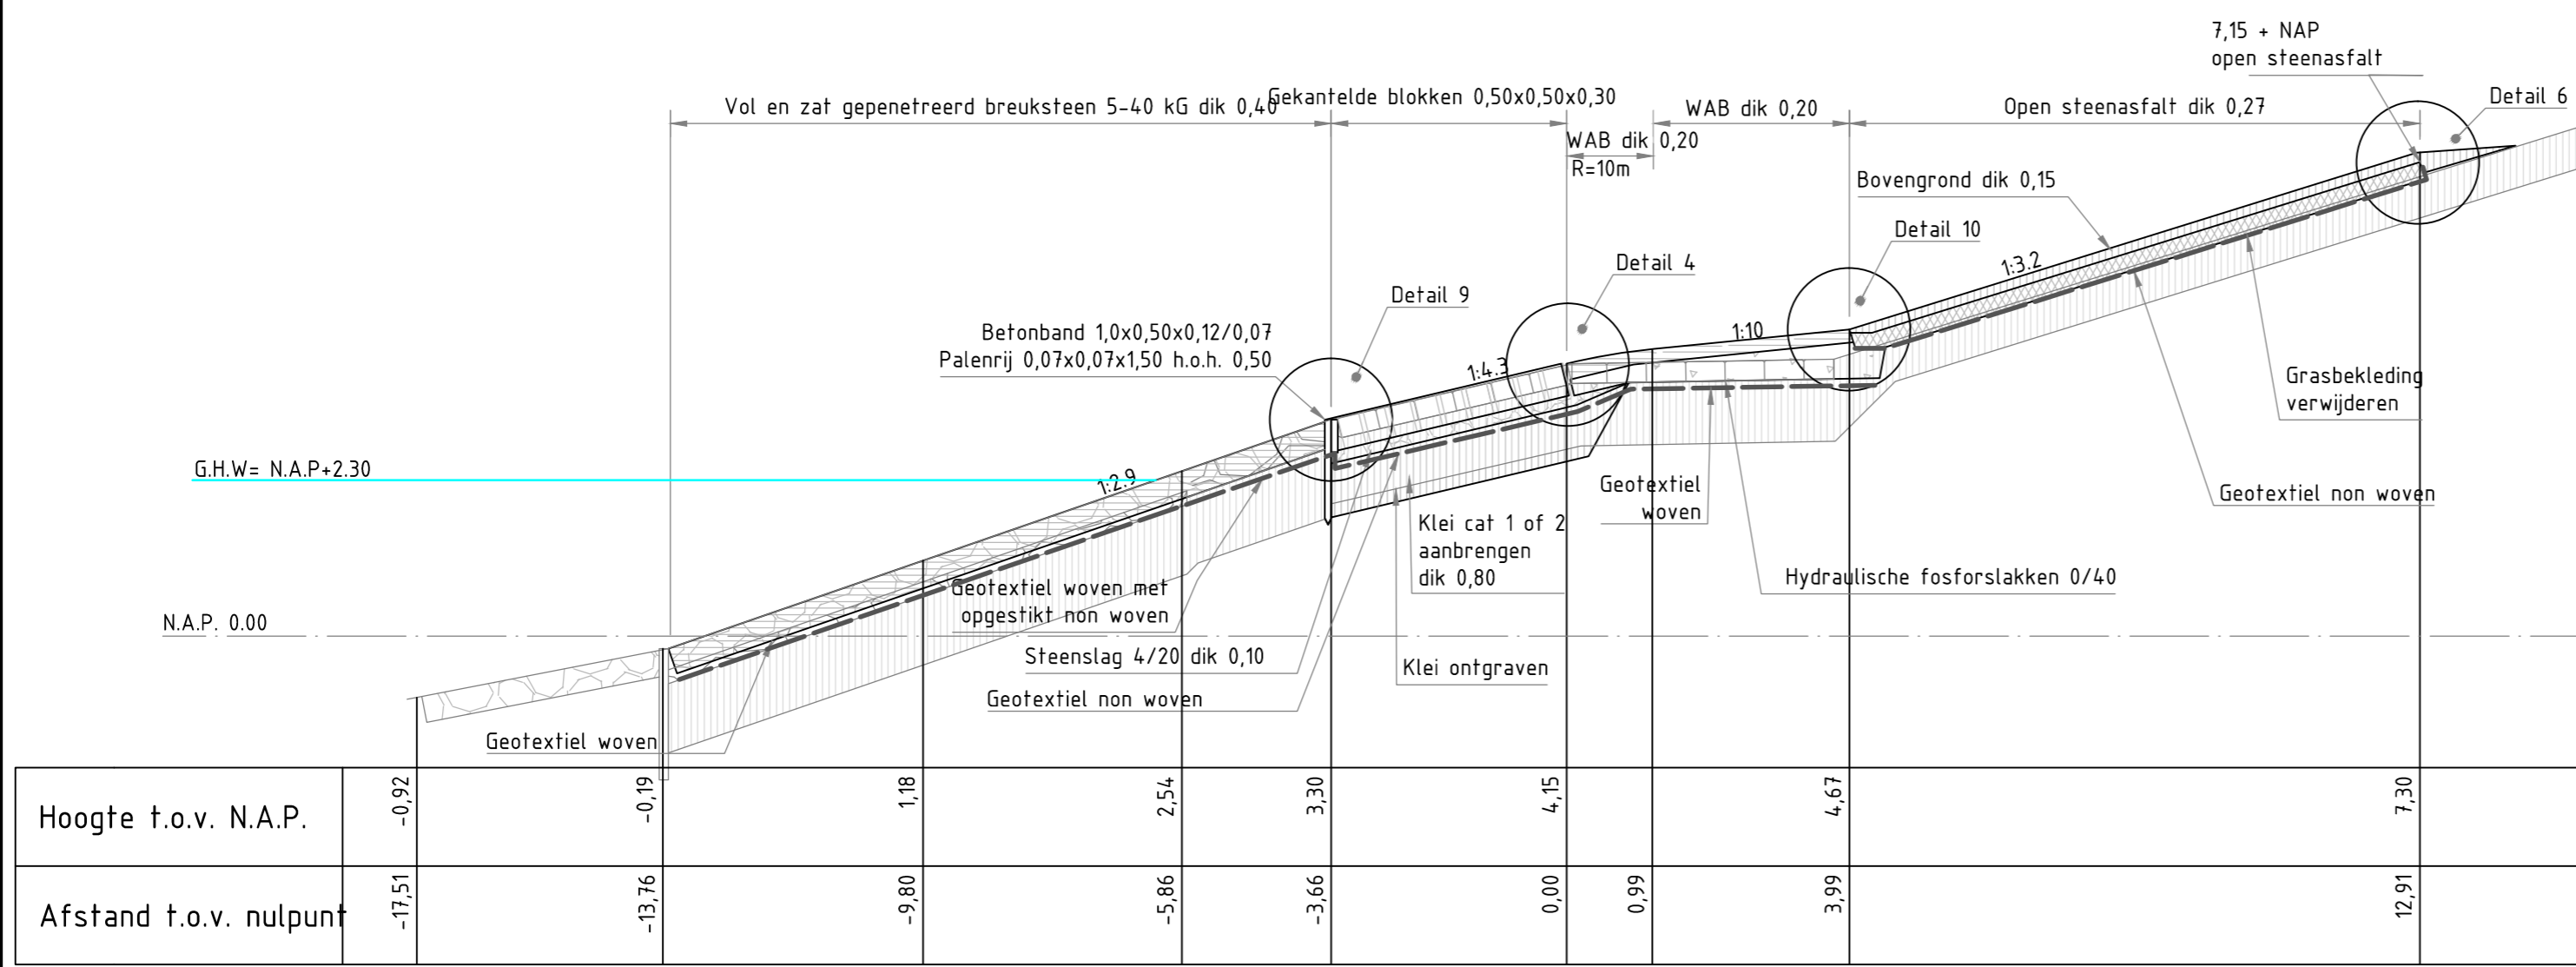 7,15 + NAP
open steenasfalt
Detail 6
Vol en zat gepenetreerd breuksteen 5-40 kG dik 0,40
Gekantelde blokken 0,50x0,50x0,30
WAB dik 0,20
Open steenasfalt dik 0,27
WAB dik 0,20
R=10m
Bovengrond dik 0,15
Detail 10
Detail 4
Detail 9
1:3.2
Betonband 1,0x0,50x0,12/0,07
Palenrij 0,07x0,07x1,50 h.o.h. 0,50
1:10
1:4.3
Grasbekleding
verwijderen
G.H.W= N.A.P+2.30
1:2.9
Geotextiel
woven
Geotextiel non woven
Klei cat 1 of 2
aanbrengen
dik 0,80
Hydraulische fosforslakken 0/40
Geotextiel woven met
opgestikt non woven
N.A.P. 0.00
Steenslag 4/20 dik 0,10
Klei ontgraven
Geotextiel non woven
Geotextiel woven
Hoogte t.o.v. N.A.P. -0,92 -0,19 1,18 2,54 3,30 4,15 4,67 7,30
Afstand t.o.v. nulpunt -17,51 -13,76 -9,80 -5,86 -3,66 0,00 0,99 3,99 12,91